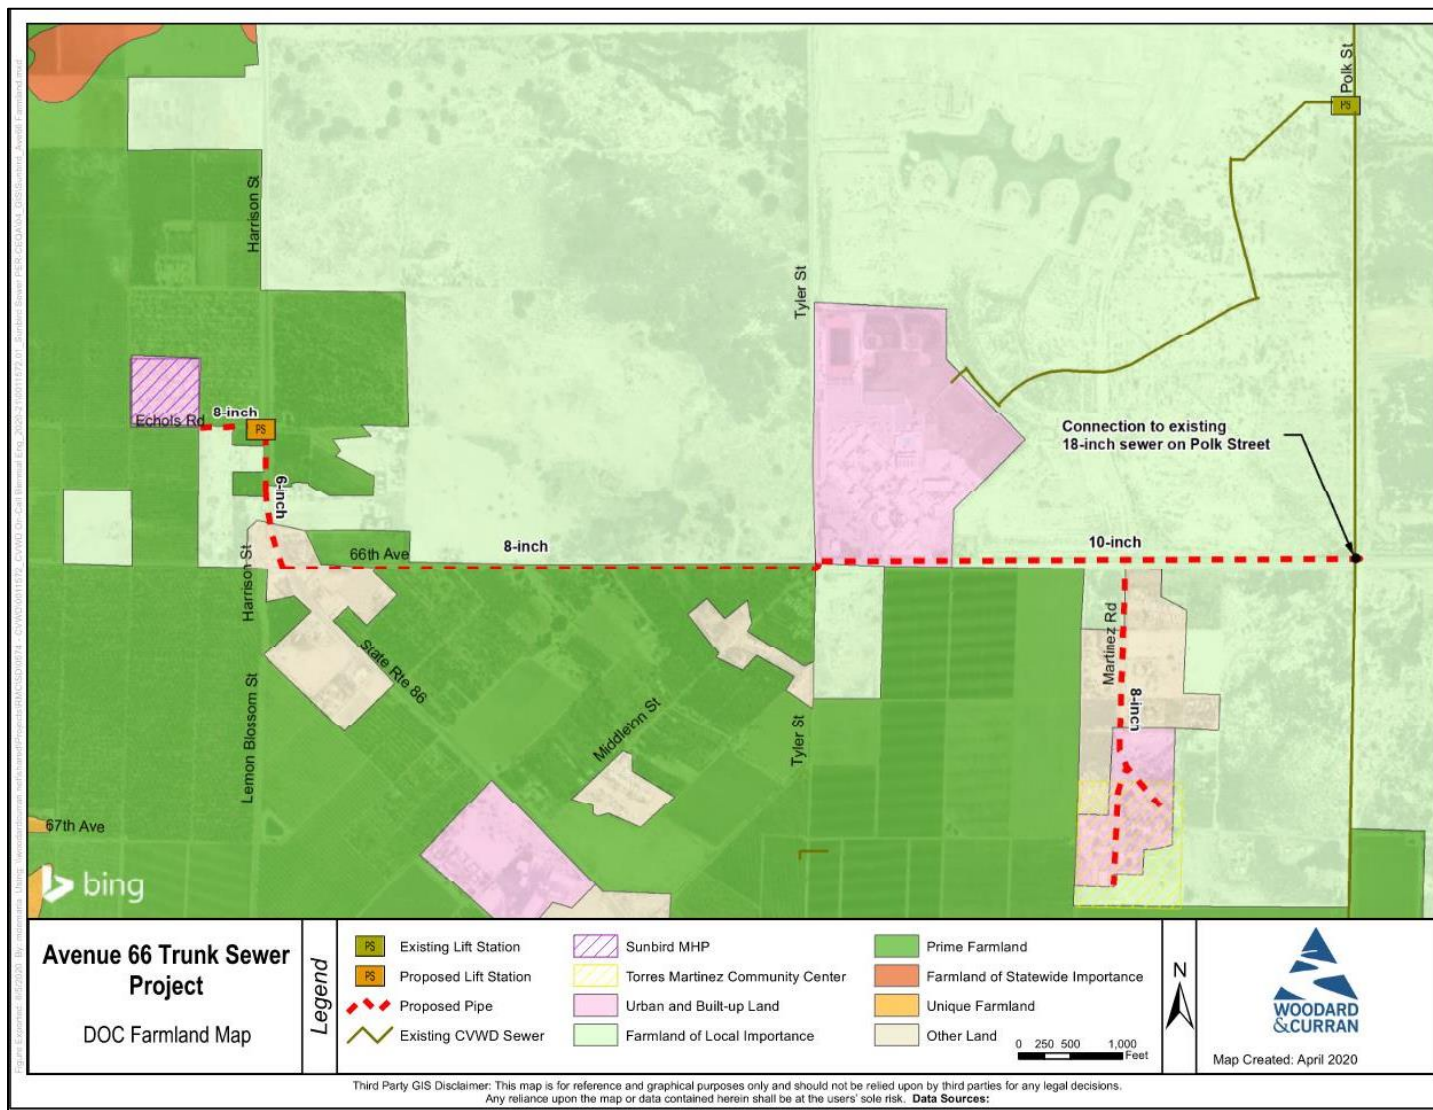 Polk St
PS
Harrison St
Tyler St
8-inch
Echols Rd
PS
Connection to existing
18-inch sewer on Polk Street
6-inch
66th Ave
8-inch
10-inch
Harrison St
State Rte 86
Martinez Rd
8-inch
Lemon Blossom St
Middleton St
Tyler St
67th Ave
bing
Avenue 66 Trunk Sewer
Project
DOC Farmland Map
Legend
PS Existing Lift Station
PS Proposed Lift Station
Proposed Pipe
Existing CVWD Sewer
Sunbird MHP
Torres Martinez Community Center
Urban and Built-up Land
Farmland of Local Importance
Prime Farmland
Farmland of Statewide Importance
Unique Farmland
Other Land
N
0 250 500 1,000
Feet
WOODARD
&CURRAN
Map Created: April 2020
Third Party GIS Disclaimer: This map is for reference and graphical purposes only and should not be relied upon by third parties for any legal decisions.
Any reliance upon the map or data contained herein shall be at the users' sole risk. Data Sources: